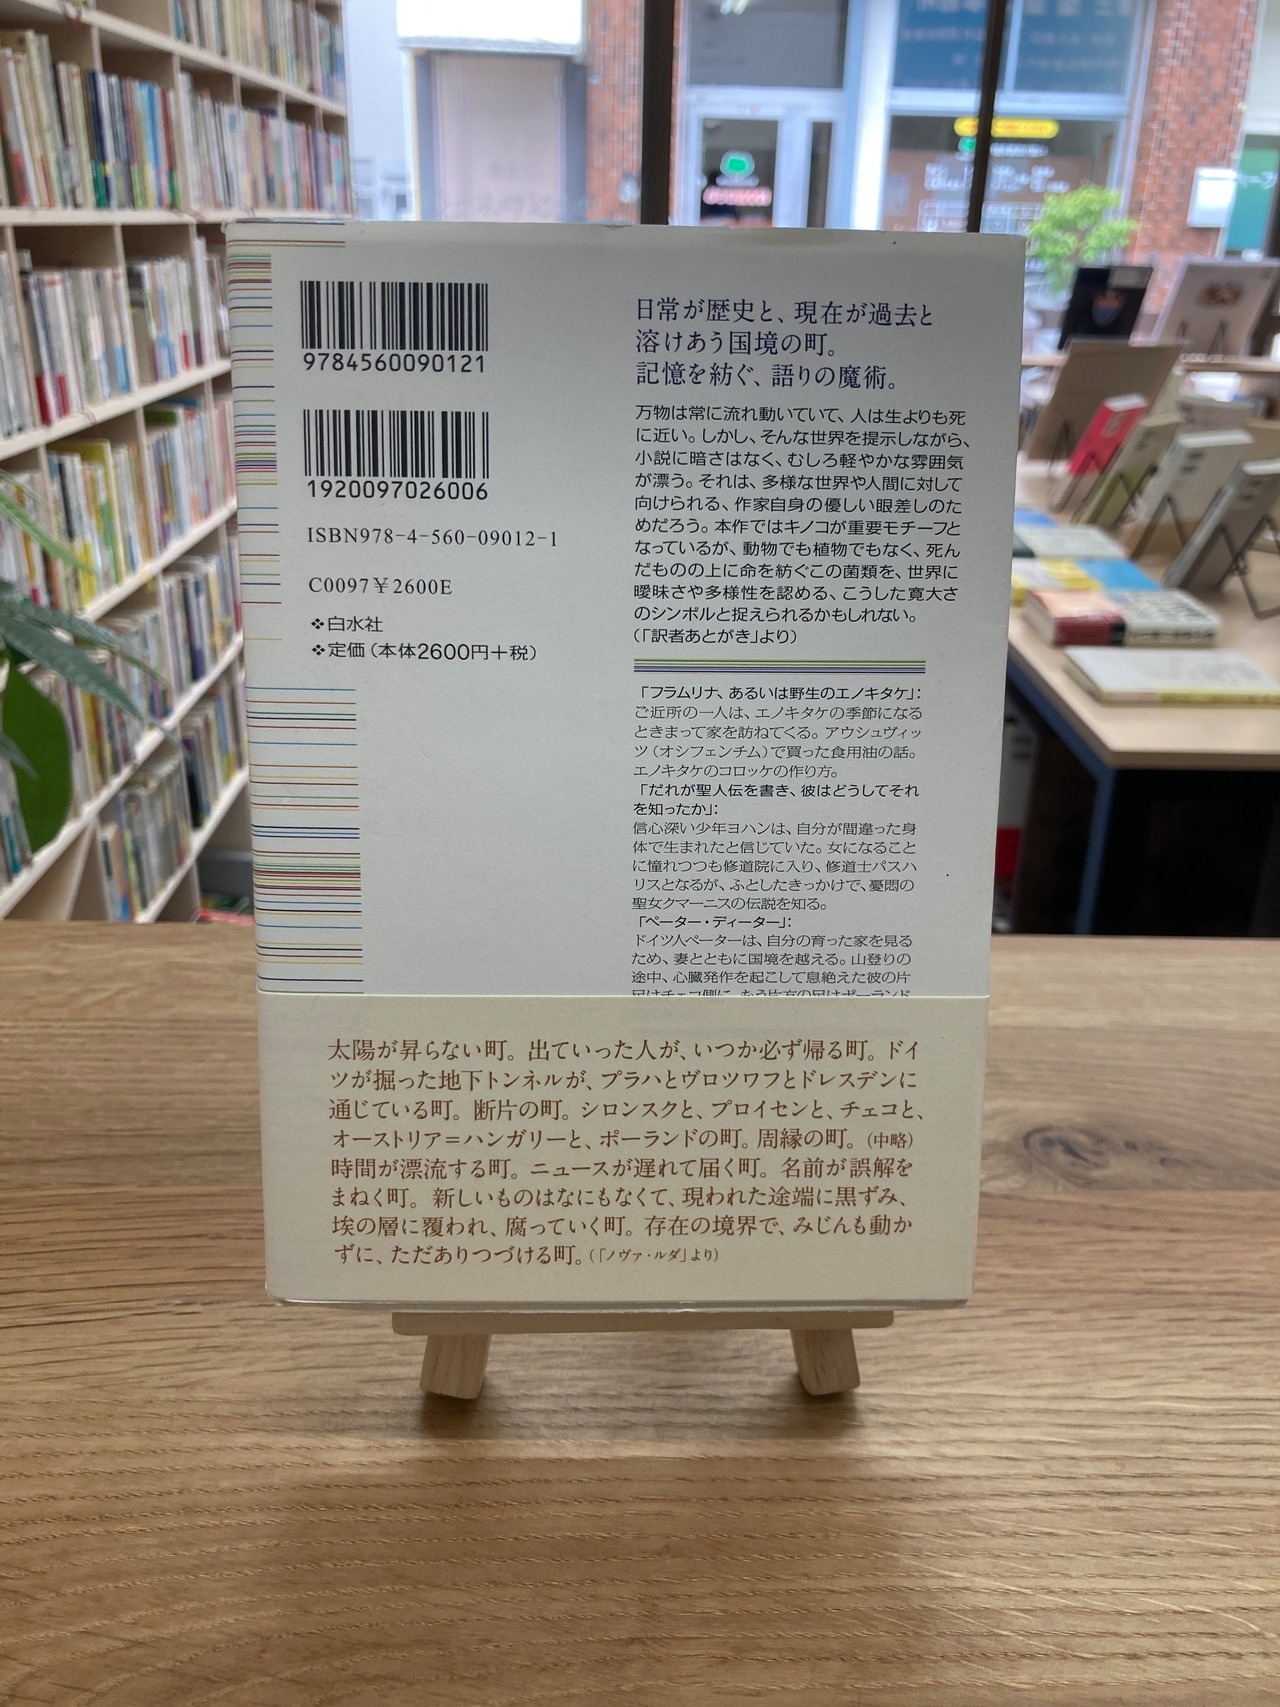 9784560090121
1920097026006
ISBN978-4-560-09012-1
C0097 ¥2600E
❖白水社
❖定価(本体2600円+税)
日常が歴史と、現在が過去と
溶けあう国境の町。
記憶を紡ぐ、語りの魔術。
万物は常に流れ動いていて、人は生よりも死
に近い。しかし、そんな世界を提示しながら、
小説に暗さはなく、むしろ軽やかな雰囲気
が漂う。それは、多様な世界や人間に対して
向けられる、作家自身の優しい眼差しのた
めだろう。本作ではキノコが重要モチーフと
なっているが、動物でも植物でもなく、死ん
だものの上に命を紡ぐこの菌類を、世界に
曖昧さや多様性を認める、こうした寛大さ
のシンボルと捉えられるかもしれない。
(「訳者あとがき」より)
「フラムリナ、あるいは野生のエノキタケ」:
ご近所の一人は、エノキタケの季節になる
ときまって家を訪ねてくる。アウシュヴィッ
ツ(オシフェンチム)で買った食用油の話。
エノキタケのコロッケの作り方。
「だれが聖人伝を書き、彼はどうしてそれ
を知ったか」:
信心深い少年ヨハンは、自分が間違った身
体で生まれたと信じていた。女になること
に憧れつつも修道院に入り、修道士パスハ
リスとなるが、ふとしたきっかけで、憂悶の
聖女クマーニスの伝説を知る。
「ペーター・ディーター」:
ドイツ人ペーターは、自分の育った家を見る
ため、妻とともに国境を越える。山登りの
途中、心臓発作を起こして息絶えた彼の片
足はチェコ側に、もう片方の足はポーランド
太陽が昇らない町。出ていった人が、いつか必ず帰る町。ドイ
ツが掘った地下トンネルが、プラハとヴロツワフとドレスデンに
通じている町。断片の町。シロンスクと、プロイセンと、チェコと、
オーストリア=ハンガリーと、ポーランドの町。周縁の町。(中略)
時間が漂流する町。ニュースが遅れて届く町。名前が誤解を
まねく町。新しいものはなにもなくて、現われた途端に黒ずみ、
埃の層に覆われ、腐っていく町。存在の境界で、みじんも動か
ずに、ただありつづける町。(「ノヴァ・ルダ」より)